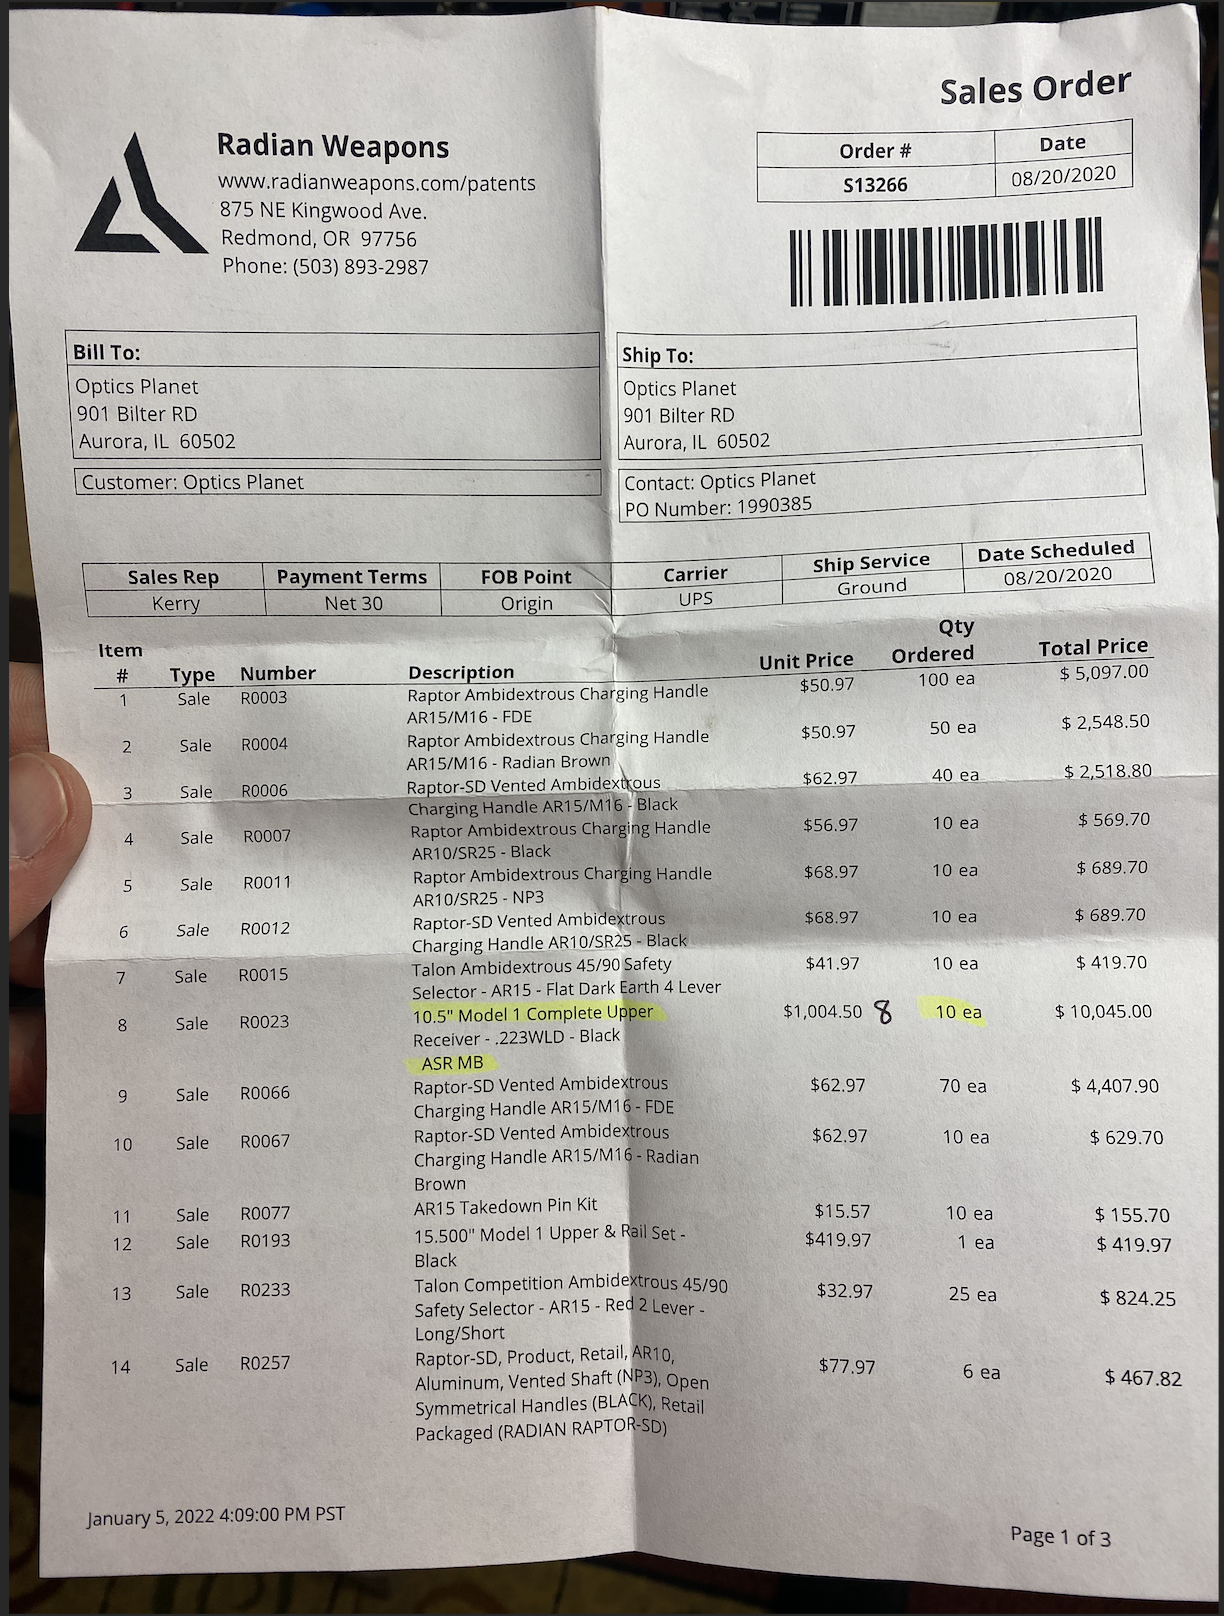 Sales Order
Radian Weapons
www.radianweapons.com/patents
875 NE Kingwood Ave.
Redmond, OR 97756
Phone: (503) 893-2987
Order # Date
S13266 08/20/2020
Bill To:
Optics Planet
901 Bilter RD
Aurora, IL 60502
Customer: Optics Planet
Ship To:
Optics Planet
901 Bilter RD
Aurora, IL 60502
Contact: Optics Planet
PO Number: 1990385
Sales Rep Payment Terms FOB Point Carrier Ship Service Date Scheduled
Kerry Net 30 Origin UPS Ground 08/20/2020
Item Qty
# Type Number Description Unit Price Ordered Total Price
1 Sale R0003 Raptor Ambidextrous Charging Handle $50.97 100 ea $ 5,097.00
AR15/M16 - FDE
2 Sale R0004 Raptor Ambidextrous Charging Handle $50.97 50 ea $ 2,548.50
AR15/M16 - Radian Brown
3 Sale R0006 Raptor-SD Vented Ambidextrous $62.97 40 ea $ 2,518.80
Charging Handle AR15/M16 - Black
4 Sale R0007 Raptor Ambidextrous Charging Handle $56.97 10 ea $ 569.70
AR10/SR25 - Black
5 Sale R0011 Raptor Ambidextrous Charging Handle $68.97 10 ea $ 689.70
AR10/SR25 - NP3
6 Sale R0012 Raptor-SD Vented Ambidextrous $68.97 10 ea $ 689.70
Charging Handle AR10/SR25 - Black
7 Sale R0015 Talon Ambidextrous 45/90 Safety $41.97 10 ea $ 419.70
Selector - AR15 - Flat Dark Earth 4 Lever
8 Sale R0023 10.5" Model 1 Complete Upper $1,004.50 8 10 ea $ 10,045.00
Receiver - .223WLD - Black
ASR MB
9 Sale R0066 Raptor-SD Vented Ambidextrous $62.97 70 ea $ 4,407.90
Charging Handle AR15/M16 - FDE
10 Sale R0067 Raptor-SD Vented Ambidextrous $62.97 10 ea $ 629.70
Charging Handle AR15/M16 - Radian
Brown
11 Sale R0077 AR15 Takedown Pin Kit $15.57 10 ea $ 155.70
12 Sale R0193 15.500" Model 1 Upper & Rail Set - $419.97 1 ea $ 419.97
Black
13 Sale R0233 Talon Competition Ambidextrous 45/90 $32.97 25 ea $ 824.25
Safety Selector - AR15 - Red 2 Lever -
Long/Short
14 Sale R0257 Raptor-SD, Product, Retail, AR10, $77.97 6 ea $ 467.82
Aluminum, Vented Shaft (NP3), Open
Symmetrical Handles (BLACK), Retail
Packaged (RADIAN RAPTOR-SD)
January 5, 2022 4:09:00 PM PST
Page 1 of 3